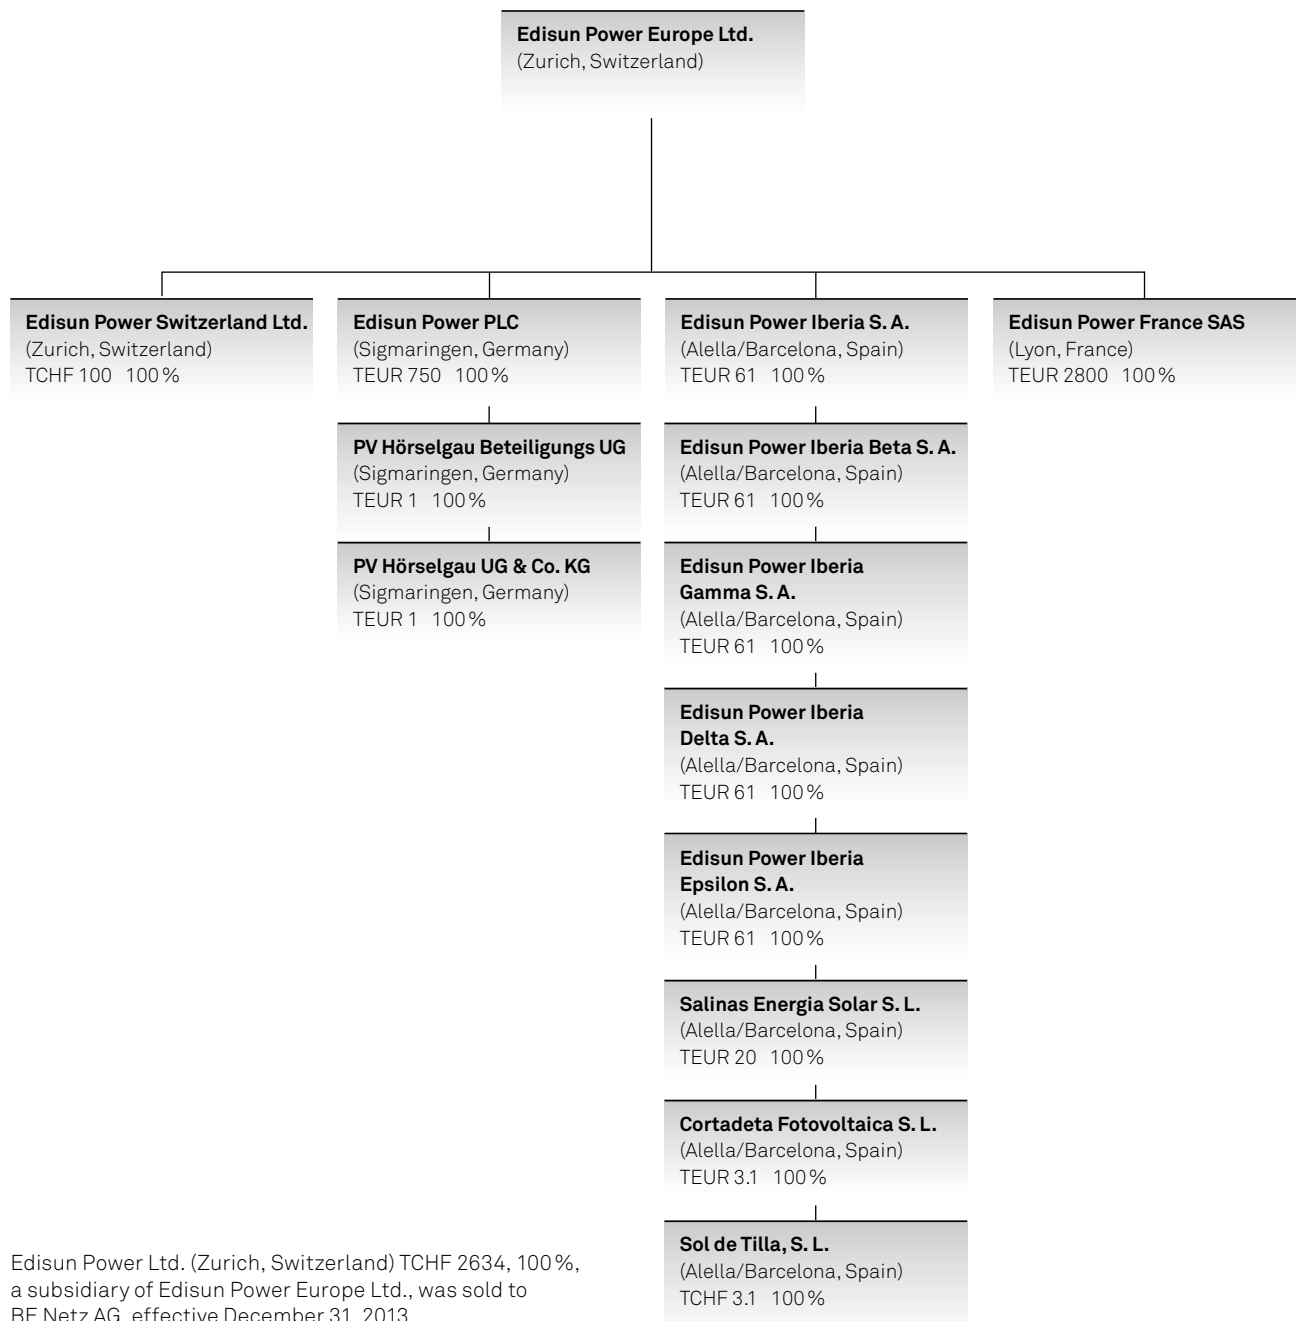 Edisun Power Europe Ltd.
(Zurich, Switzerland)
Edisun Power Switzerland Ltd.
(Zurich, Switzerland)
TCHF 100 100%
Edisun Power PLC
(Sigmaringen, Germany)
TEUR 750 100%
PV Hörselgau Beteiligungs UG
(Sigmaringen, Germany)
TEUR 1 100%
PV Hörselgau UG & Co. KG
(Sigmaringen, Germany)
TEUR 1 100%
Edisun Power Iberia S. A.
(Alella/Barcelona, Spain)
TEUR 61 100%
Edisun Power Iberia Beta S. A.
(Alella/Barcelona, Spain)
TEUR 61 100%
Edisun Power Iberia
Gamma S. A.
(Alella/Barcelona, Spain)
TEUR 61 100%
Edisun Power Iberia
Delta S. A.
(Alella/Barcelona, Spain)
TEUR 61 100%
Edisun Power Iberia
Epsilon S. A.
(Alella/Barcelona, Spain)
TEUR 61 100%
Salinas Energia Solar S. L.
(Alella/Barcelona, Spain)
TEUR 20 100%
Cortadeta Fotovoltaica S. L.
(Alella/Barcelona, Spain)
TEUR 3.1 100%
Sol de Tilla, S. L.
(Alella/Barcelona, Spain)
TCHF 3.1 100%
Edisun Power France SAS
(Lyon, France)
TEUR 2800 100%
Edisun Power Ltd. (Zurich, Switzerland) TCHF 2634, 100%,
a subsidiary of Edisun Power Europe Ltd., was sold to
BE Netz AG, effective December 31, 2013